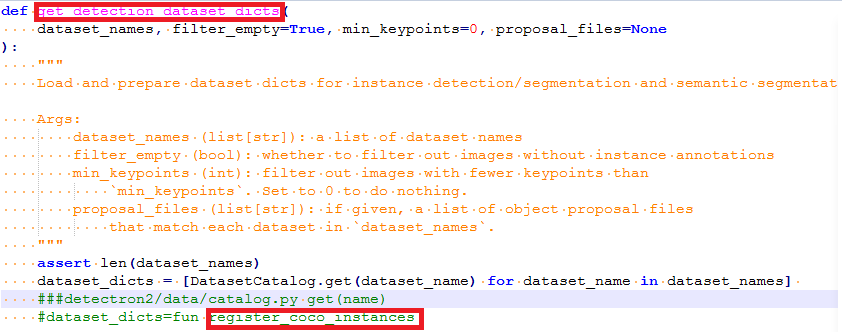 def get_detection_dataset_dicts(
    dataset_names, filter_empty=True, min_keypoints=0, proposal_files=None
):
    """
    Load and prepare dataset dicts for instance detection/segmentation and semantic segmentat
    Args:
        dataset_names (list[str]): a list of dataset names
        filter_empty (bool): whether to filter out images without instance annotations
        min_keypoints (int): filter out images with fewer keypoints than
            `min_keypoints`. Set to 0 to do nothing.
        proposal_files (list[str]): if given, a list of object proposal files
            that match each dataset in `dataset_names`.
    """
    assert len(dataset_names)
    dataset_dicts = [DatasetCatalog.get(dataset_name) for dataset_name in dataset_names]
    ###detectron2/data/catalog.py get(name)
    #dataset_dicts=fun register_coco_instances